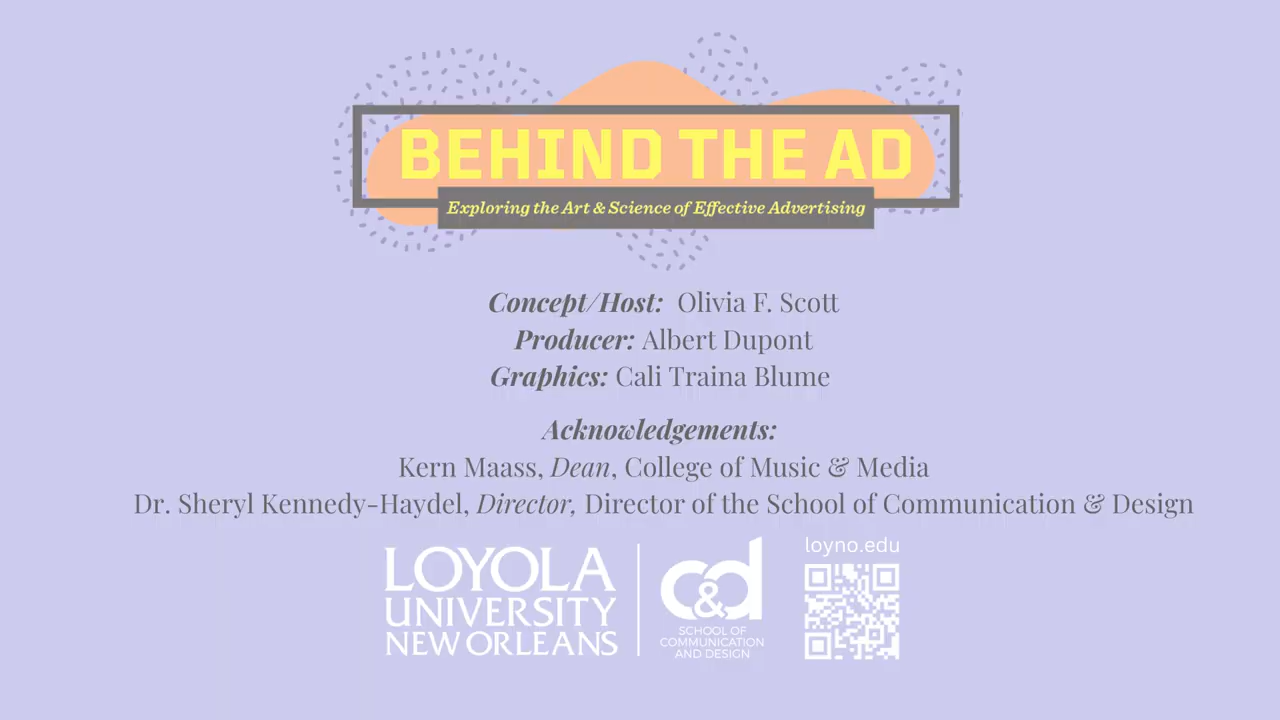 BEHIND THE AD
Exploring the Art & Science of Effective Advertising
Concept/Host: Olivia F. Scott
Producer: Albert Dupont
Graphics: Cali Traina Blume
Acknowledgements:
Kern Maass, Dean, College of Music & Media
Dr. Sheryl Kennedy-Haydel, Director, Director of the School of Communication & Design
LOYOLA
UNIVERSITY
NEW ORLEANS
c&d
SCHOOL OF
COMMUNICATION
AND DESIGN
loyno.edu